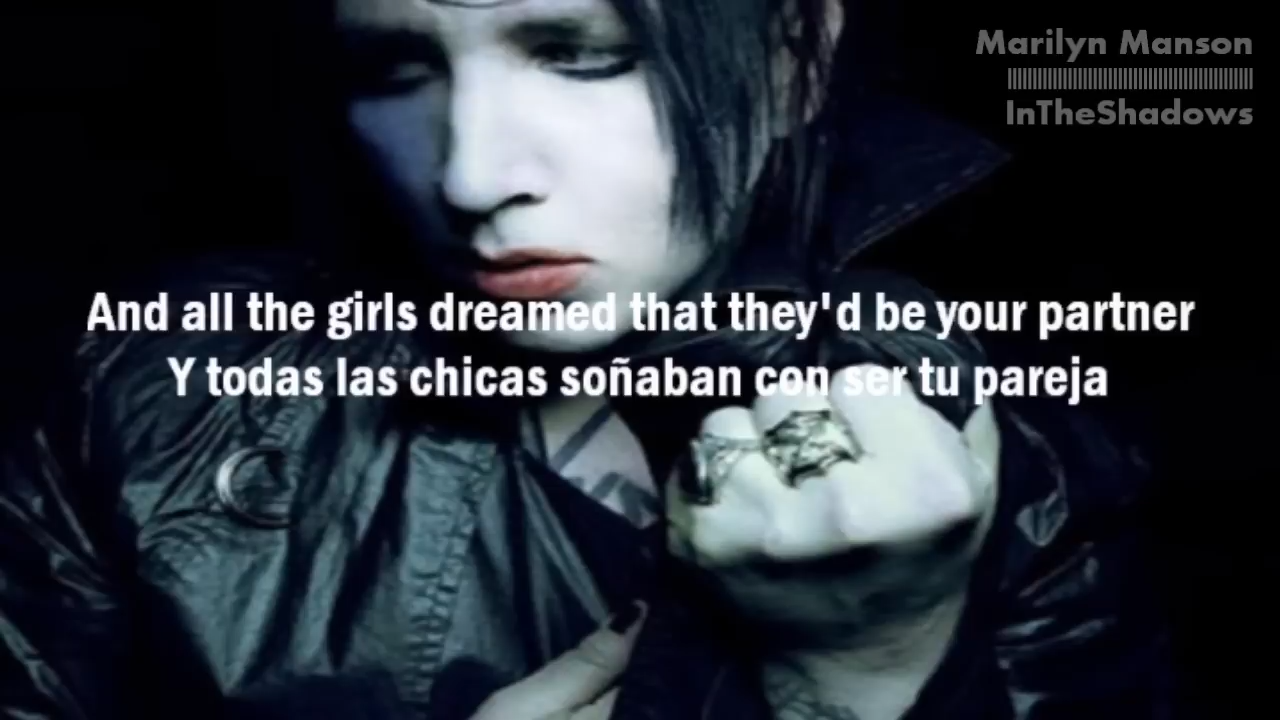 Marilyn Manson
InTheShadows
And all the girls dreamed that they'd be your partner
Y todas las chicas soñaban con ser tu pareja